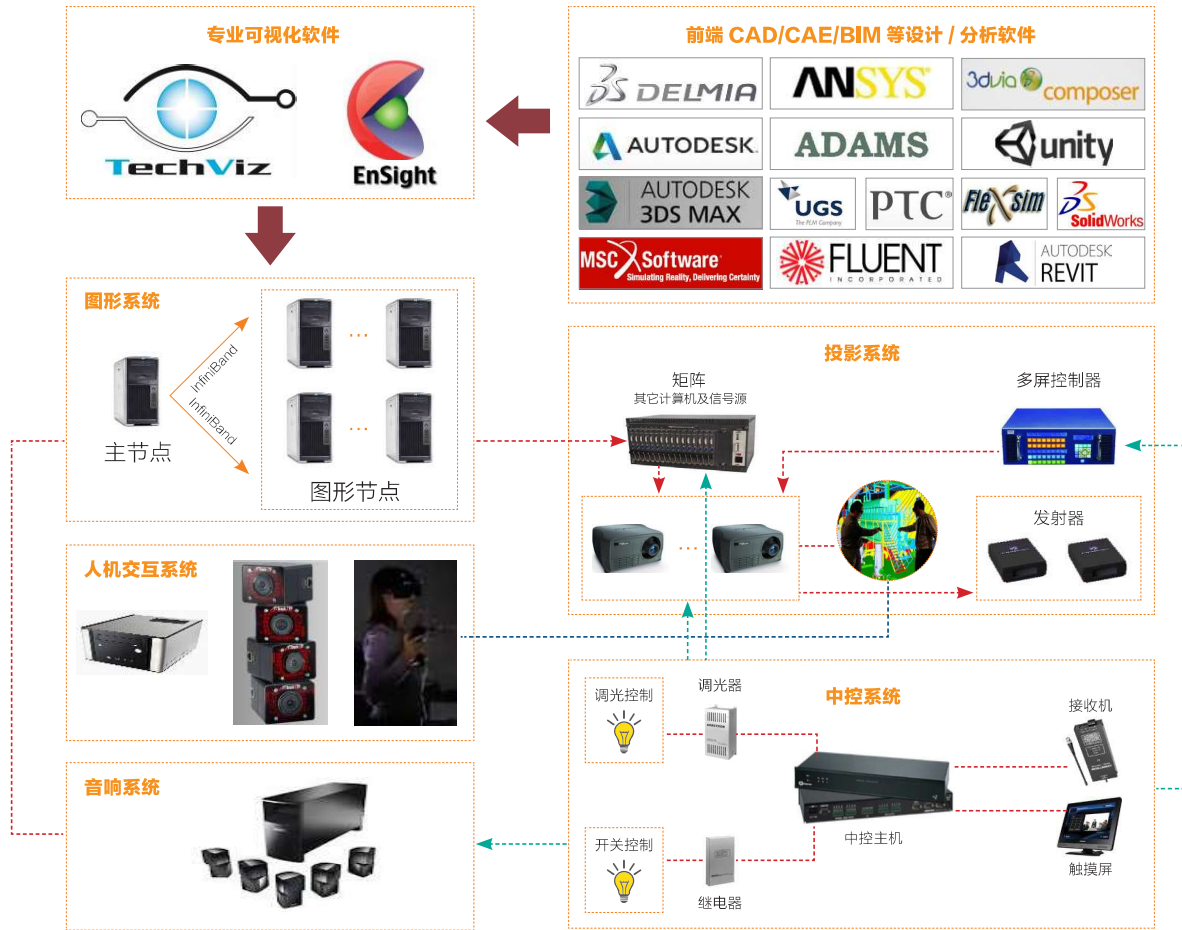 专业可视化软件
TechViz
EnSight
前端 CAD/CAE/BIM 等设计 / 分析软件
DELMIA
ANSYS®
3dvia composer
AUTODESK.
ADAMS
unity
AUTODESK
3DS MAX
UGS
The PLM Company
PTC®
FleXsim
SolidWorks
MSC Software
Simulating Reality, Delivering Certainty
FLUENT
INCORPORATED
AUTODESK
REVIT
图形系统
InfiniBand
InfiniBand
主节点
...
...
图形节点
投影系统
矩阵
其它计算机及信号源
多屏控制器
...
发射器
人机交互系统
音响系统
中控系统
调光控制
调光器
接收机
中控主机
开关控制
继电器
触摸屏